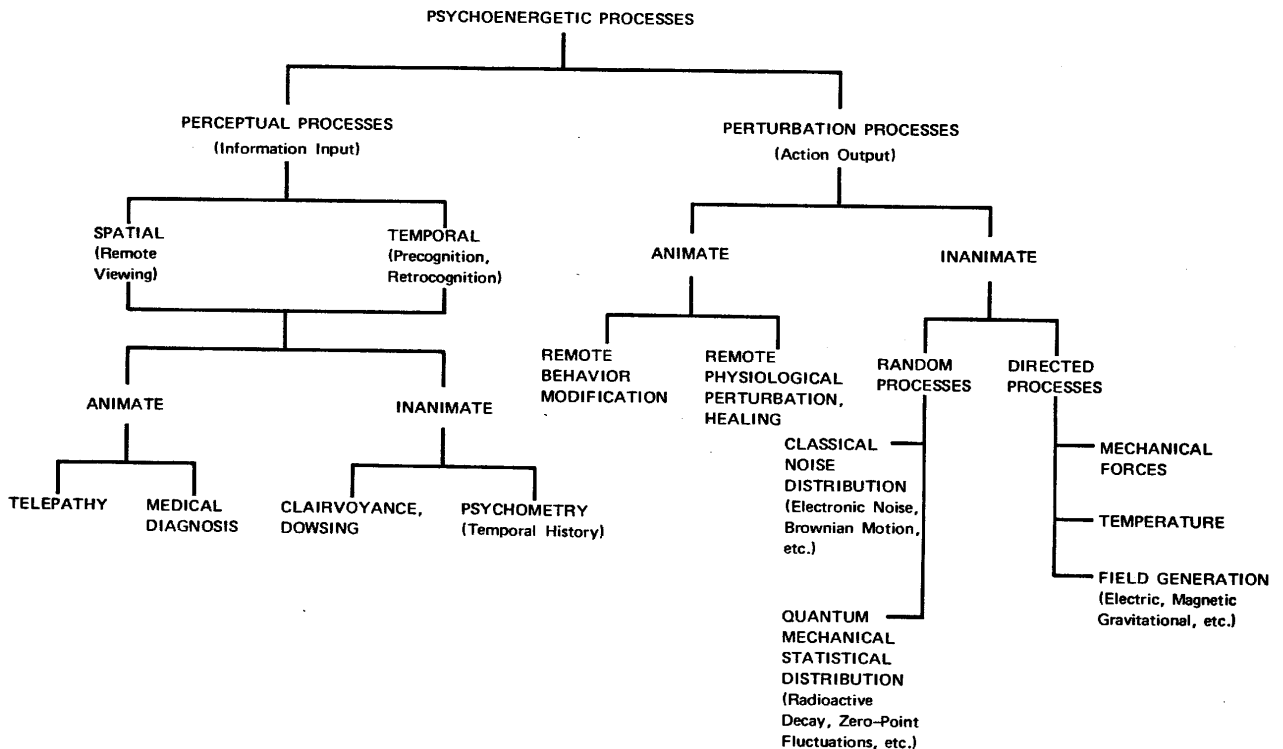 PSYCHOENERGETIC PROCESSES
PERCEPTUAL PROCESSES
(Information Input)
SPATIAL
(Remote
Viewing)
TEMPORAL
(Precognition,
Retrocognition)
ANIMATE
TELEPATHY
MEDICAL
DIAGNOSIS
INANIMATE
CLAIRVOYANCE,
DOWSING
PSYCHOMETRY
(Temporal History)
PERTURBATION PROCESSES
(Action Output)
ANIMATE
REMOTE
BEHAVIOR
MODIFICATION
REMOTE
PHYSIOLOGICAL
PERTURBATION,
HEALING
INANIMATE
RANDOM
PROCESSES
CLASSICAL
NOISE
DISTRIBUTION
(Electronic Noise,
Brownian Motion,
etc.)
QUANTUM
MECHANICAL
STATISTICAL
DISTRIBUTION
(Radioactive
Decay, Zero-Point
Fluctuations, etc.)
DIRECTED
PROCESSES
MECHANICAL
FORCES
TEMPERATURE
FIELD GENERATION
(Electric, Magnetic
Gravitational, etc.)